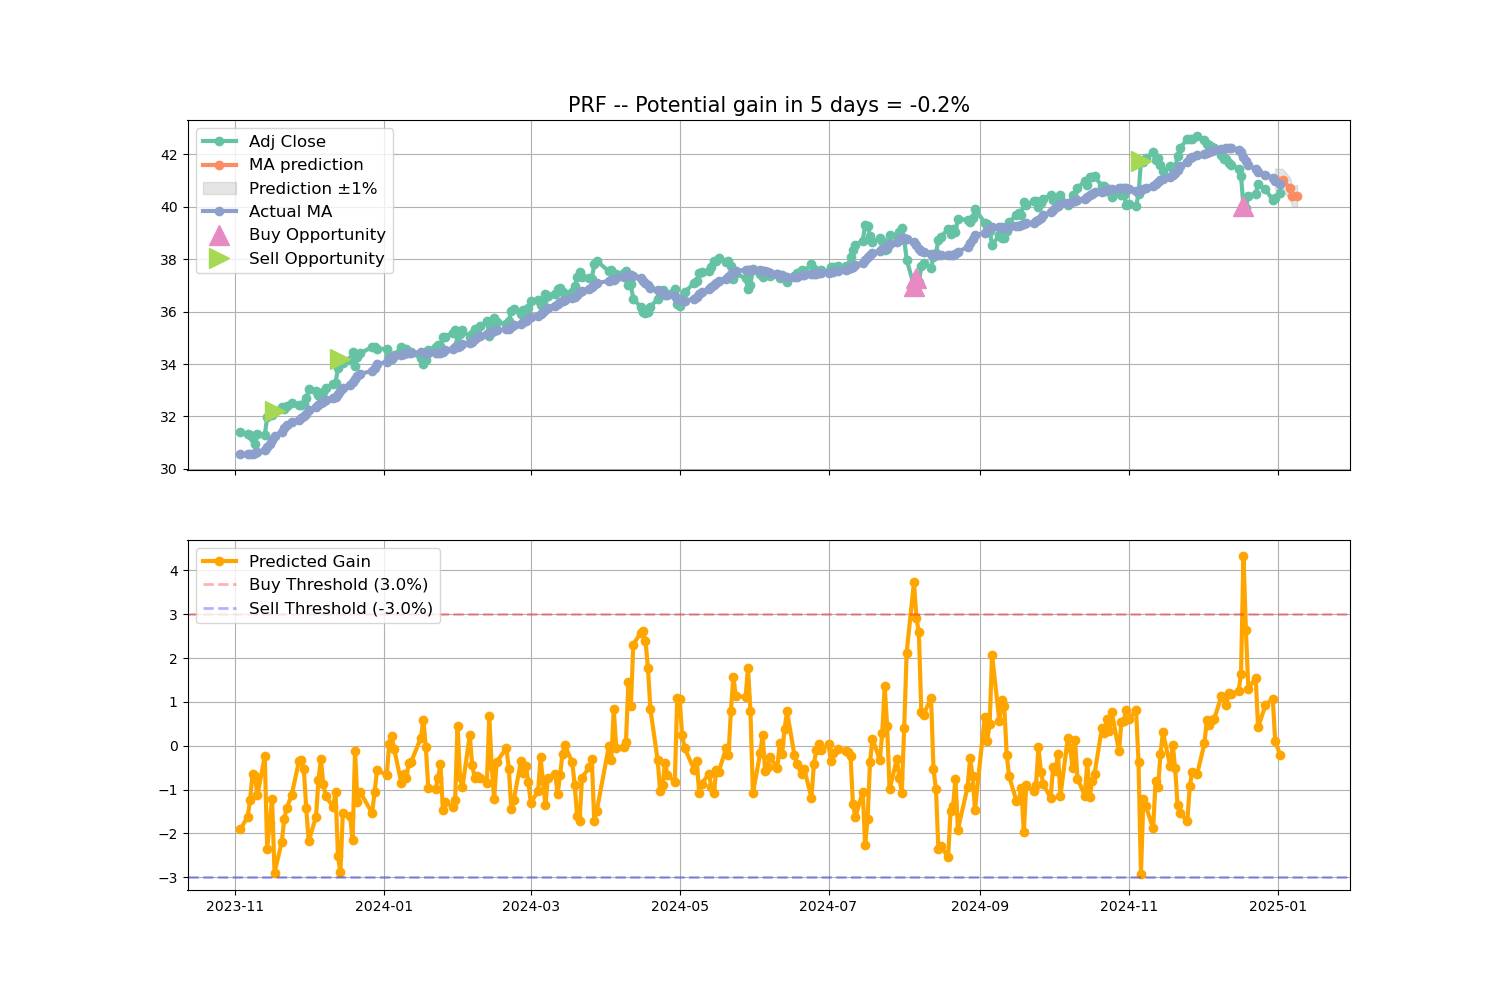 PRF -- Potential gain in 5 days = -0.2%
Adj Close
MA prediction
Prediction ±1%
Actual MA
Buy Opportunity
Sell Opportunity
42
40
38
36
34
32
30
Predicted Gain
Buy Threshold (3.0%)
Sell Threshold (-3.0%)
4
3
2
1
0
−1
−2
−3
2023-11 2024-01 2024-03 2024-05 2024-07 2024-09 2024-11 2025-01